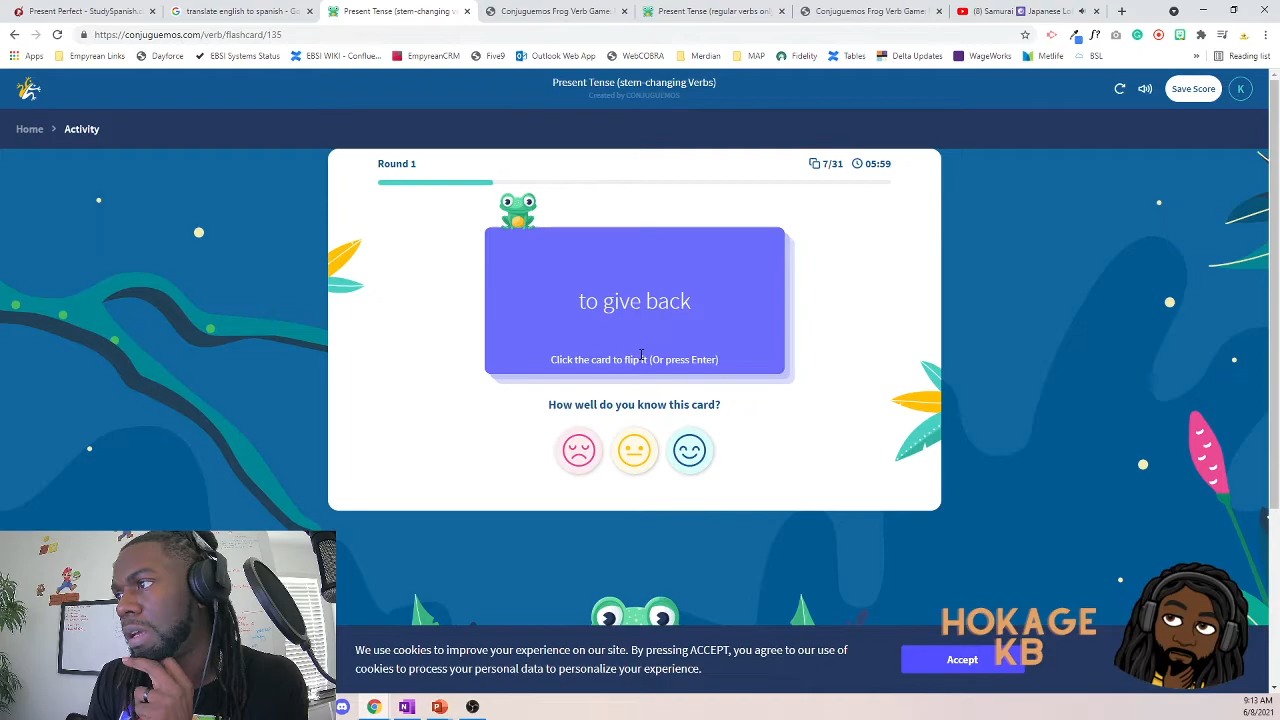 Present Perfect - StudySpanish.c
translate english to spanish - Go
Present Tense (stem-changing ve
Conjuguemos Frog Verb Game:
Present Tense (regular verbs onl
Conjuguemos Frog Verb Game:
Samurai
Japanese Lo
https://conjuguemos.com/verb/flashcard/135
Apps
Empyrean Links
EBSI Systems Status
EBSI WIKI - Conflue...
EmpyreanCRM
Five9
Outlook Web App
WebCOBRA
Merdian
MAP
Fidelity
Tables
Delta Updates
WageWorks
Metlife
BSL
»
Reading list
Present Tense (stem-changing Verbs)
Created by CONJUGUEMOS
Save Score
K
Home > Activity
Round 1
7/31
05:59
to give back
Click the card to flip it (Or press Enter)
How well do you know this card?
HOKAGE
KB
We use cookies to improve your experience on our site. By pressing ACCEPT, you agree to our use of
cookies to process your personal data to personalize your experience.
Accept
9:13 AM
6/8/2021